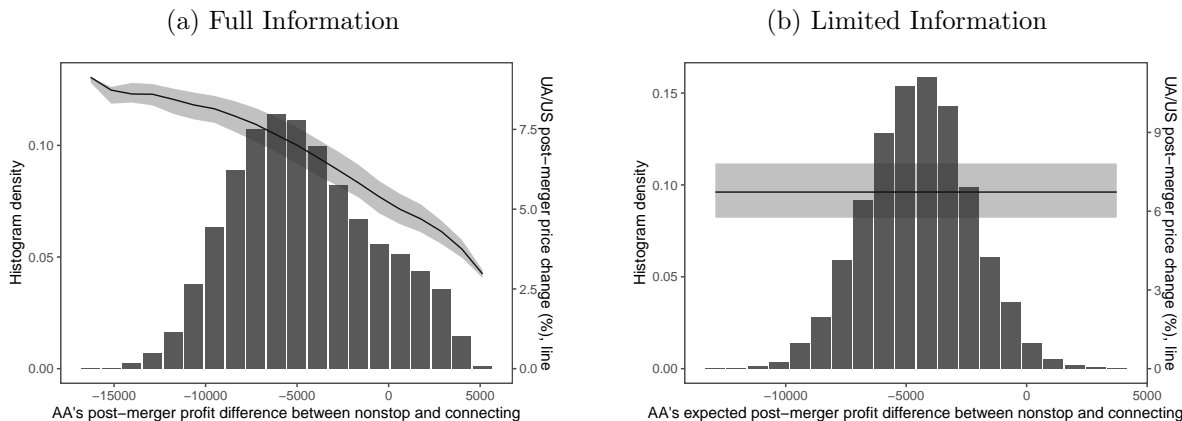 (a) Full Information
Histogram density
0.10
0.05
0.00
7.5
5.0
2.5
0.0
UA/US post−merger price change (%), line
−15000 −10000 −5000 0 5000
AA's post−merger profit difference between nonstop and connecting
(b) Limited Information
Histogram density
0.15
0.10
0.05
0.00
9
6
3
0
UA/US post−merger price change (%), line
−10000 −5000 0 5000
AA's expected post−merger profit difference between nonstop and connecting